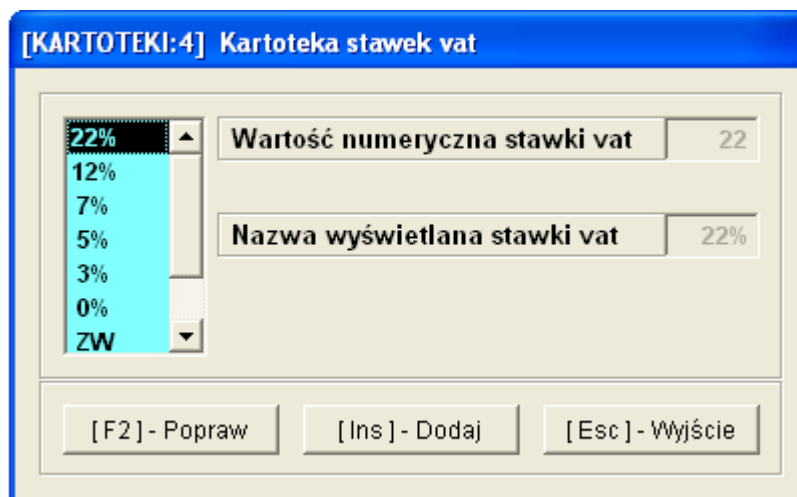 [KARTOTEKI:4] Kartoteka stawek vat
22%
12%
7%
5%
3%
0%
ZW
Wartość numeryczna stawki vat 22
Nazwa wyświetlana stawki vat 22%
[F2] - Popraw
[Ins] - Dodaj
[Esc] - Wyjście